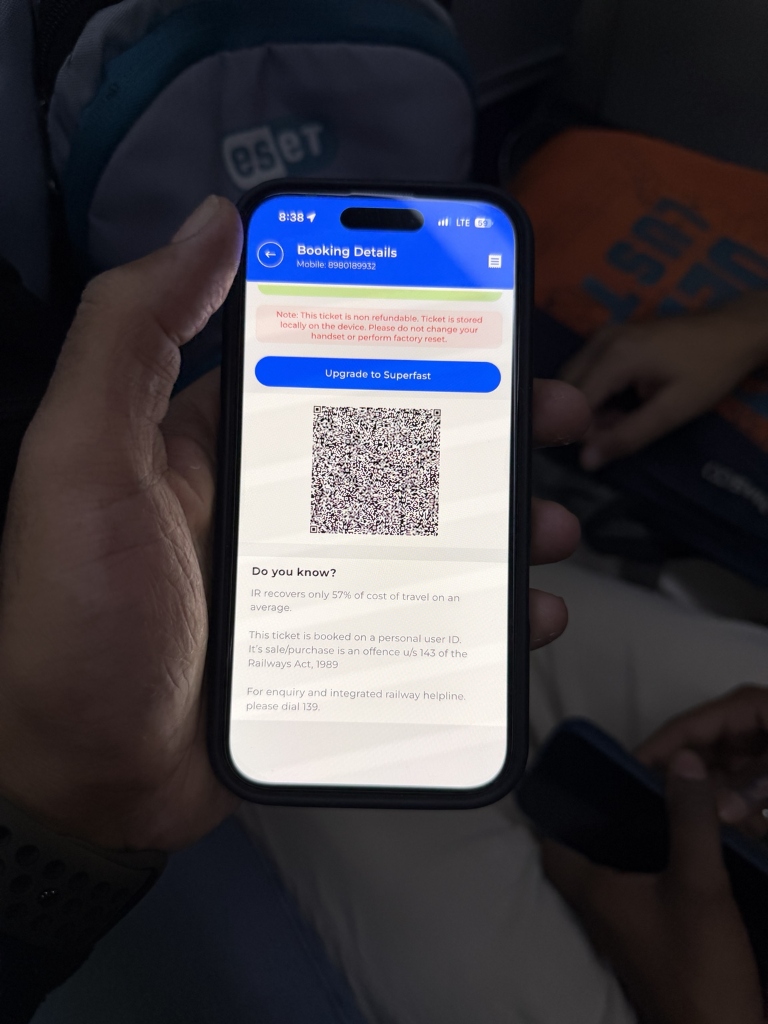 eseT
8:38
LTE 69
Booking Details
Mobile: 8980189932
Note: This ticket is non refundable. Ticket is stored
locally on the device. Please do not change your
handset or perform factory reset.
Upgrade to Superfast
Do you know?
IR recovers only 57% of cost of travel on an
average.
This ticket is booked on a personal user ID.
It's sale/purchase is an offence u/s 143 of the
Railways Act, 1989
For enquiry and integrated railway helpline,
please dial 139.